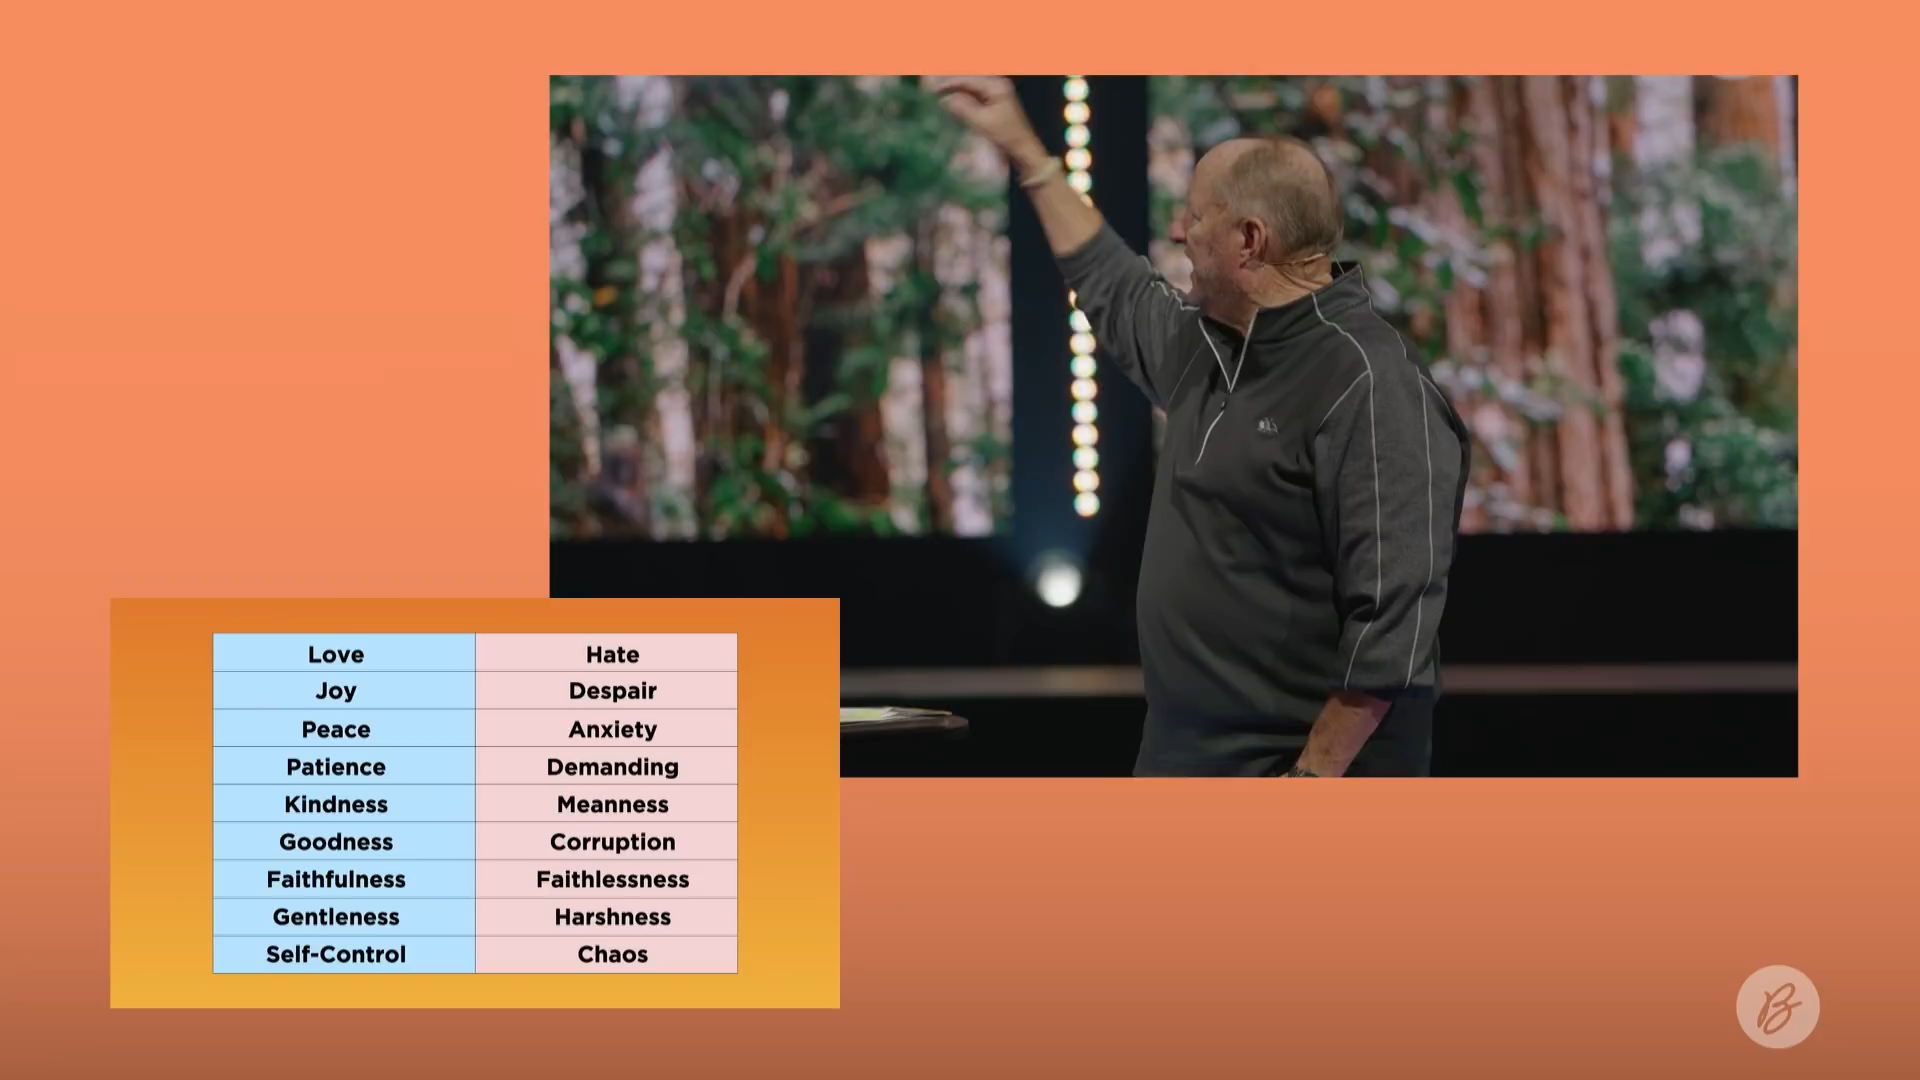 Love Hate
Joy Despair
Peace Anxiety
Patience Demanding
Kindness Meanness
Goodness Corruption
Faithfulness Faithlessness
Gentleness Harshness
Self-Control Chaos
B